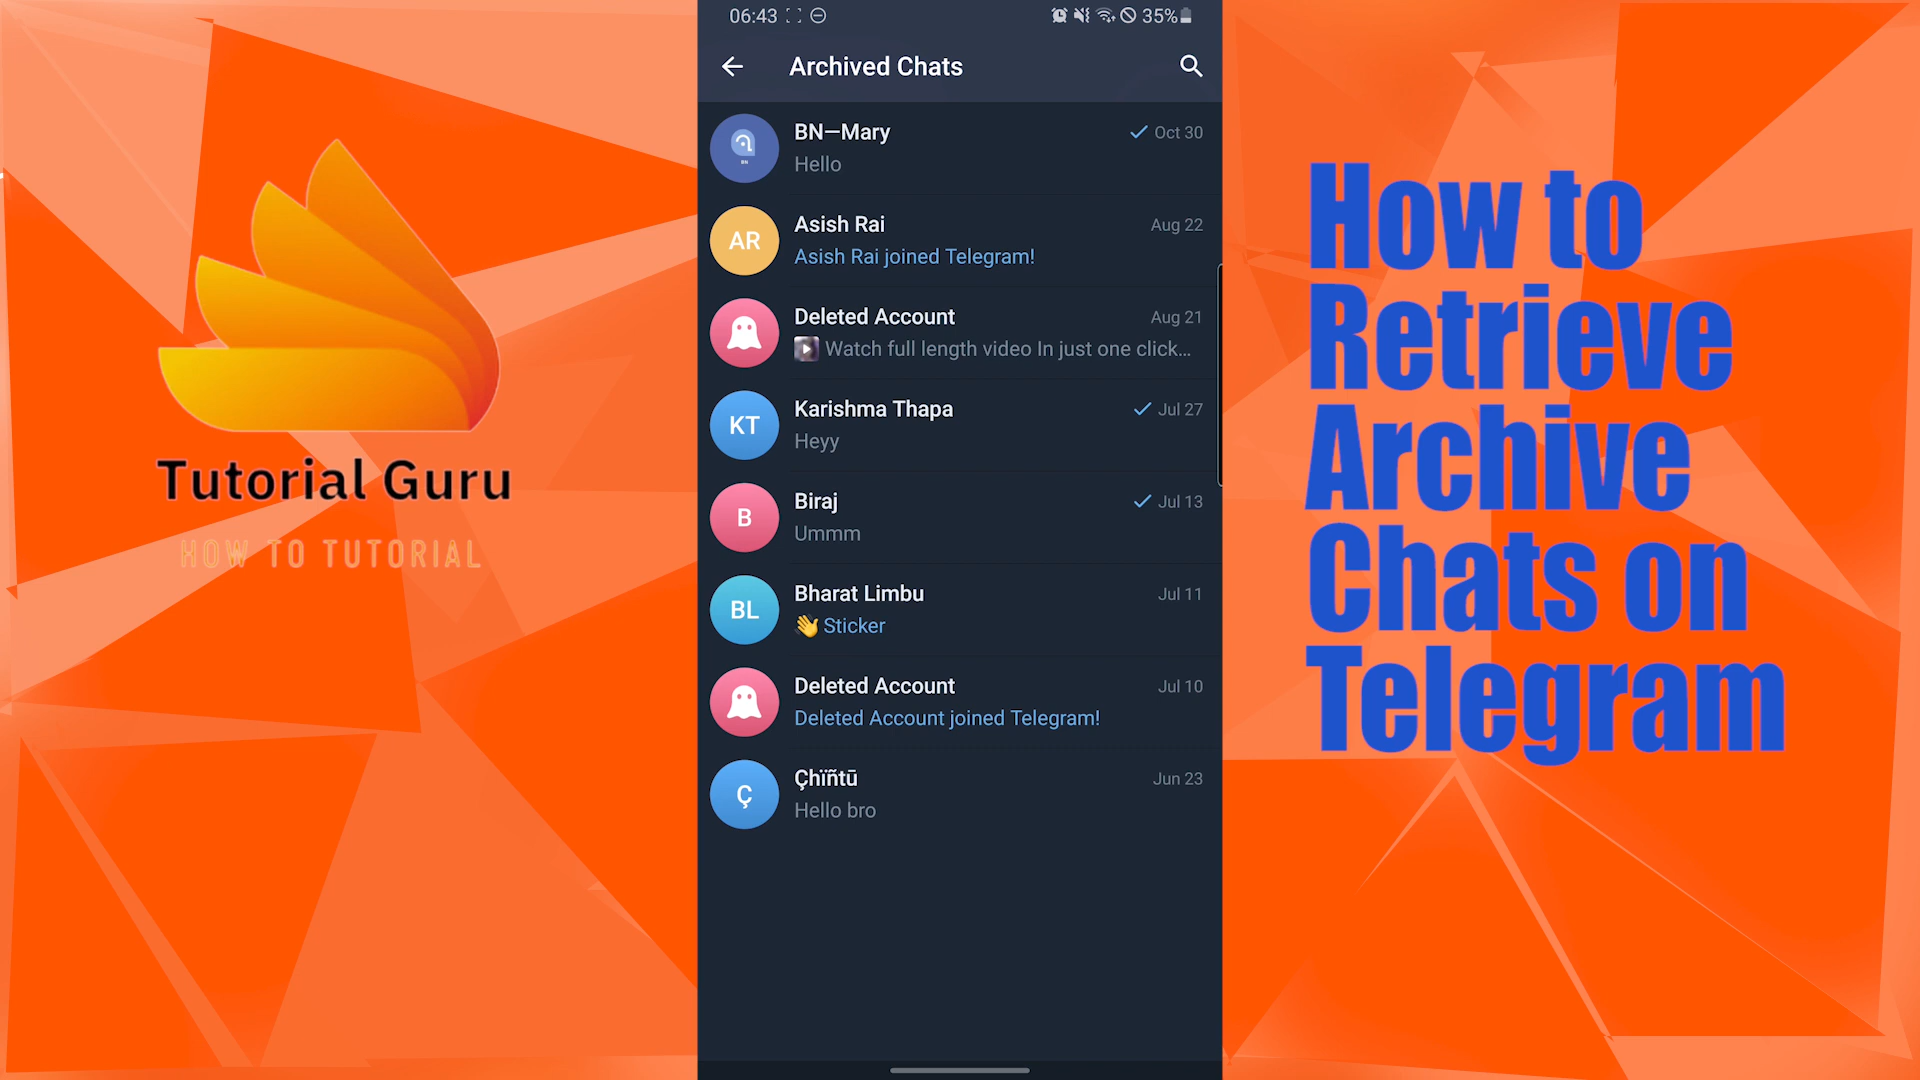 Tutorial Guru
HOW TO TUTORIAL
06:43
35%
Archived Chats
BN—Mary
Oct 30
Hello
BN
AR
Asish Rai
Aug 22
Asish Rai joined Telegram!
Deleted Account
Aug 21
Watch full length video In just one click...
KT
Karishma Thapa
Jul 27
Heyy
B
Biraj
Jul 13
Ummm
BL
Bharat Limbu
Jul 11
👋 Sticker
Deleted Account
Jul 10
Deleted Account joined Telegram!
Ç
Çhïñtū
Jun 23
Hello bro
How to
Retrieve
Archive
Chats on
Telegram